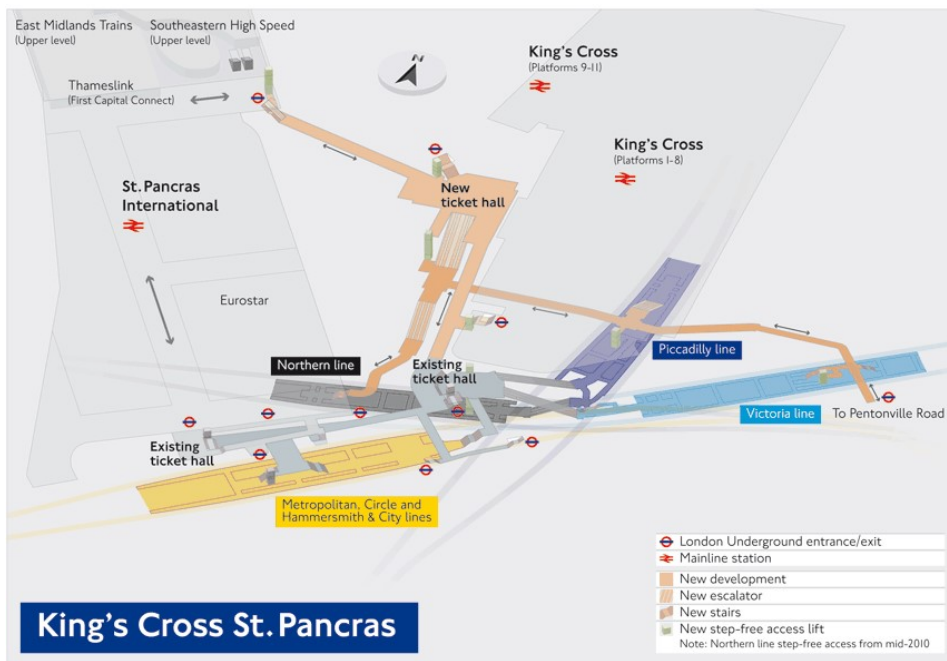 East Midlands Trains
(Upper level)
Southeastern High Speed
(Upper level)
Thameslink
(First Capital Connect)
N
King's Cross
(Platforms 9-11)
King's Cross
(Platforms 1-8)
St. Pancras
International
New
ticket hall
Eurostar
Northern line
Existing
ticket hall
Piccadilly line
Victoria line
To Pentonville Road
Existing
ticket hall
Metropolitan, Circle and
Hammersmith & City lines
London Underground entrance/exit
Mainline station
New development
New escalator
New stairs
New step-free access lift
Note: Northern line step-free access from mid-2010
King's Cross St. Pancras